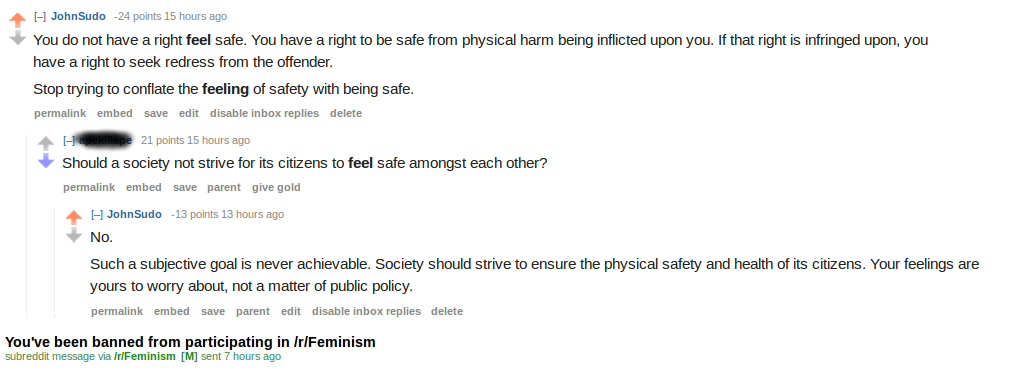 [–] JohnSudo -24 points 15 hours ago
You do not have a right feel safe. You have a right to be safe from physical harm being inflicted upon you. If that right is infringed upon, you
have a right to seek redress from the offender.
Stop trying to conflate the feeling of safety with being safe.
permalink embed save edit disable inbox replies delete
[–] 21 points 15 hours ago
Should a society not strive for its citizens to feel safe amongst each other?
permalink embed save parent give gold
[–] JohnSudo -13 points 13 hours ago
No.
Such a subjective goal is never achievable. Society should strive to ensure the physical safety and health of its citizens. Your feelings are
yours to worry about, not a matter of public policy.
permalink embed save parent edit disable inbox replies delete
You've been banned from participating in /r/Feminism
subreddit message via /r/Feminism [M] sent 7 hours ago